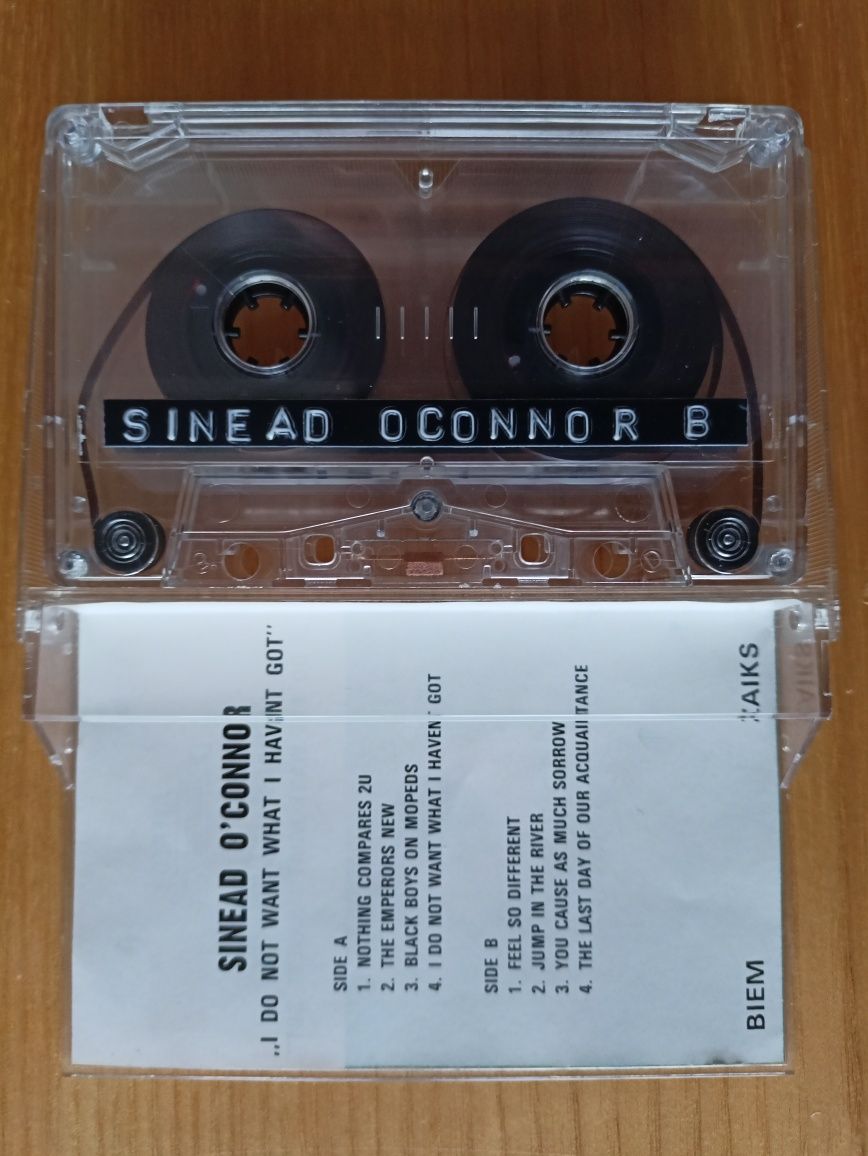 SINEAD OCONNOR B
SINEAD O'CONNOR
„I DO NOT WANT WHAT I HAVENT GOT"
SIDE A
1. NOTHING COMPARES 2U
2. THE EMPERORS NEW
3. BLACK BOYS ON MOPEDS
4. I DO NOT WANT WHAT I HAVEN'T GOT
SIDE B
1. FEEL SO DIFFERENT
2. JUMP IN THE RIVER
3. YOU CAUSE AS MUCH SORROW
4. THE LAST DAY OF OUR ACQUAINTANCE
BIEM ZAIKS